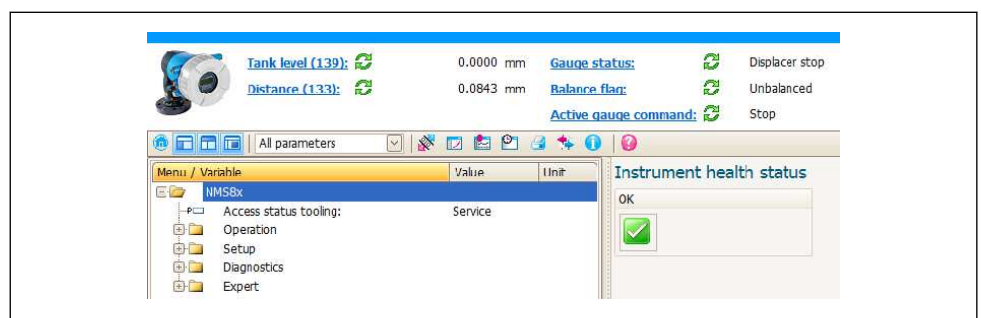 Tank level (139): 0.0000 mm Gauge status: Displacer stop
Distance (133): 0.0843 mm Balance flag: Unbalanced
Active gauge command: Stop
All parameters
Menu / Variable Value Unit Instrument health status
NMS8x OK
Access status tooling: Service
Operation
Setup
Diagnostics
Expert